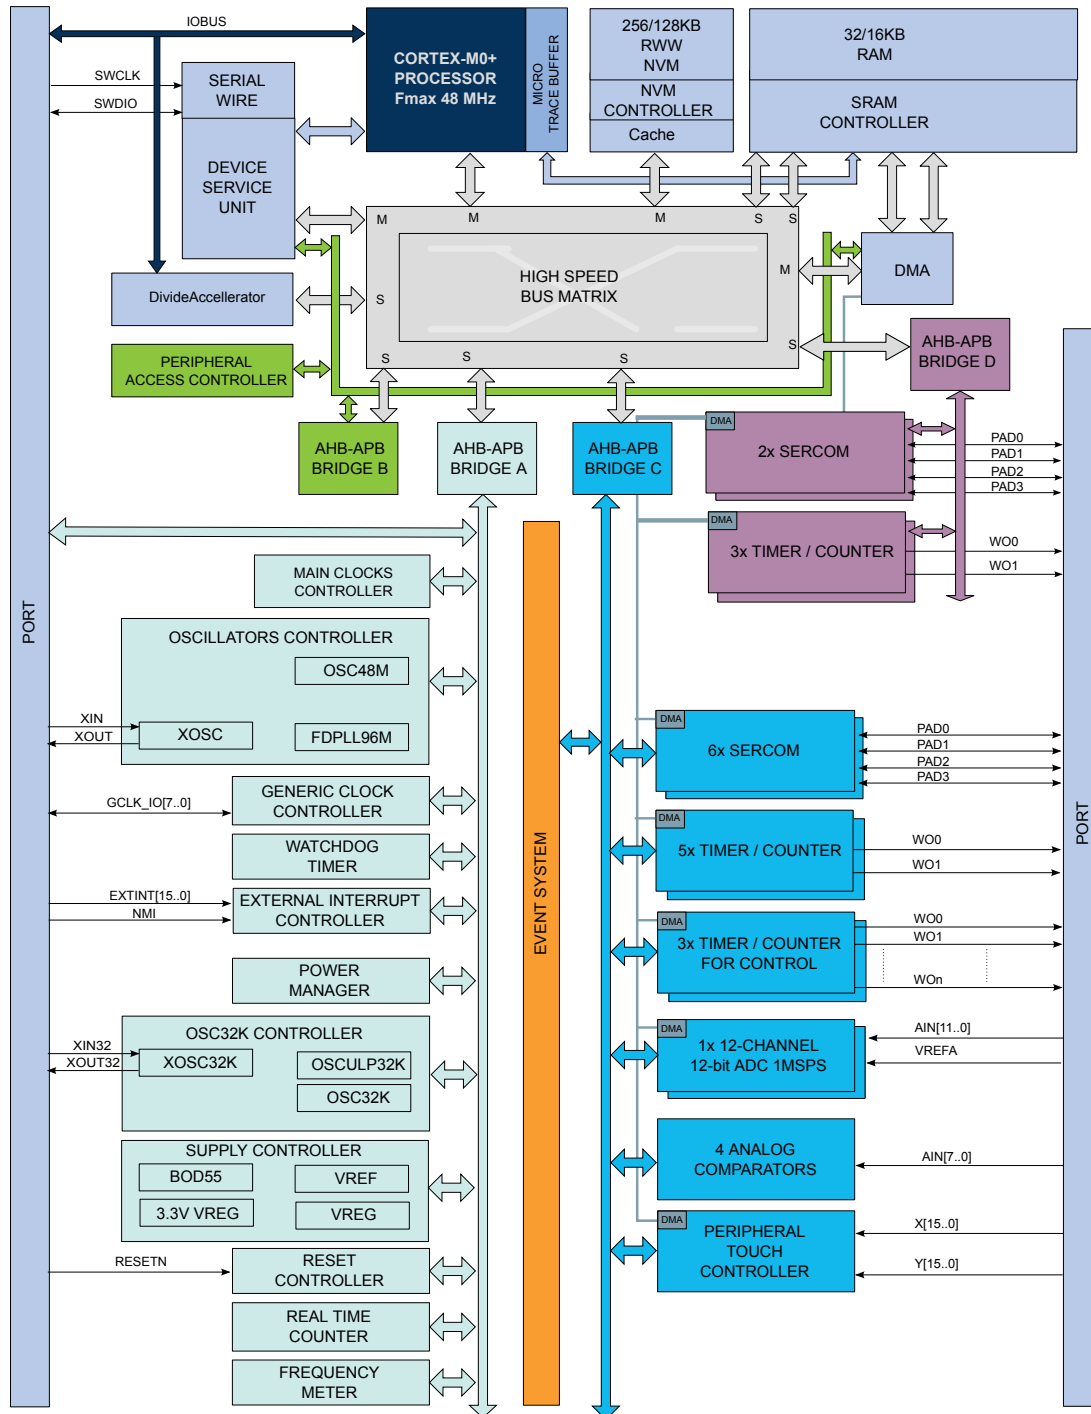 IOBUS
SWCLK
SWDIO
SERIAL
WIRE
DEVICE
SERVICE
UNIT
CORTEX-M0+
PROCESSOR
Fmax 48 MHz
MICRO
TRACE BUFFER
256/128KB
RWW
NVM
NVM
CONTROLLER
Cache
32/16KB
RAM
SRAM
CONTROLLER
M
M
M
S
S
HIGH SPEED
BUS MATRIX
M
DMA
DivideAccellerator
S
S
S
S
S
PERIPHERAL
ACCESS CONTROLLER
AHB-APB
BRIDGE D
AHB-APB
BRIDGE B
AHB-APB
BRIDGE A
AHB-APB
BRIDGE C
DMA
2x SERCOM
PAD0
PAD1
PAD2
PAD3
DMA
3x TIMER / COUNTER
WO0
WO1
PORT
MAIN CLOCKS
CONTROLLER
OSCILLATORS CONTROLLER
OSC48M
XIN
XOUT
XOSC
FDPLL96M
GCLK_IO[7..0]
GENERIC CLOCK
CONTROLLER
WATCHDOG
TIMER
EXTINT[15..0]
NMI
EXTERNAL INTERRUPT
CONTROLLER
POWER
MANAGER
OSC32K CONTROLLER
XIN32
XOUT32
XOSC32K
OSCULP32K
OSC32K
SUPPLY CONTROLLER
BOD55
VREF
3.3V VREG
VREG
RESETN
RESET
CONTROLLER
REAL TIME
COUNTER
FREQUENCY
METER
EVENT SYSTEM
DMA
6x SERCOM
PAD0
PAD1
PAD2
PAD3
DMA
5x TIMER / COUNTER
WO0
WO1
DMA
3x TIMER / COUNTER
FOR CONTROL
WO0
WO1
WOn
DMA
1x 12-CHANNEL
12-bit ADC 1MSPS
AIN[11..0]
VREFA
4 ANALOG
COMPARATORS
AIN[7..0]
DMA
PERIPHERAL
TOUCH
CONTROLLER
X[15..0]
Y[15..0]
PORT